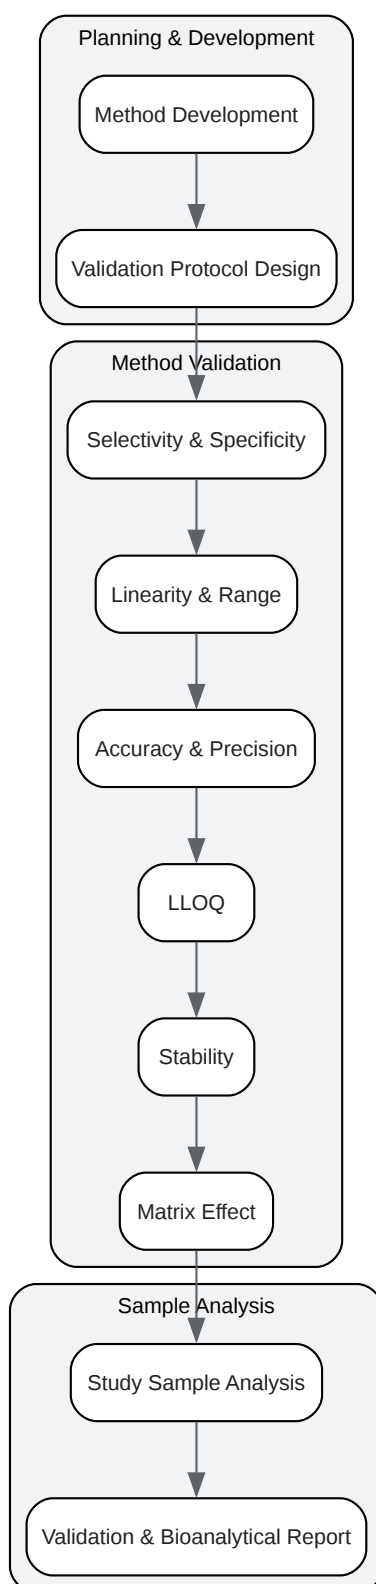 Planning & Development
Method Development
Validation Protocol Design
Method Validation
Selectivity & Specificity
Linearity & Range
Accuracy & Precision
LLOQ
Stability
Matrix Effect
Sample Analysis
Study Sample Analysis
Validation & Bioanalytical Report